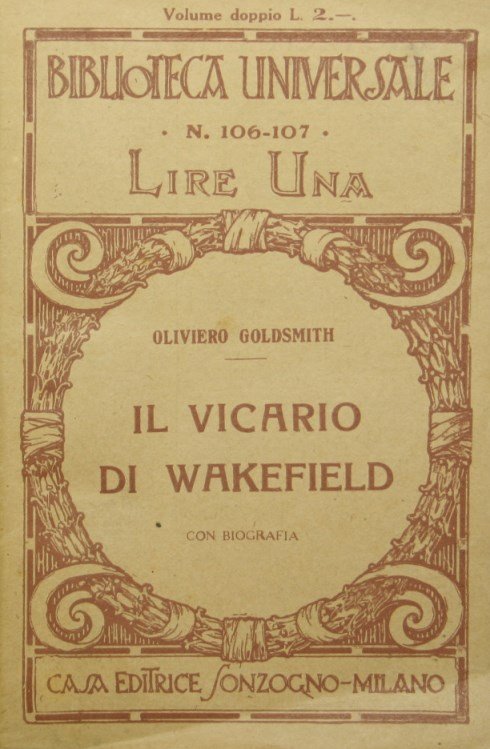 Volume doppio L. 2.—.
BIBLIOTECA UNIVERSALE
· N. 106-107 ·
LIRE UNA
OLIVIERO GOLDSMITH
IL VICARIO
DI WAKEFIELD
CON BIOGRAFIA
CASA EDITRICE SONZOGNO-MILANO